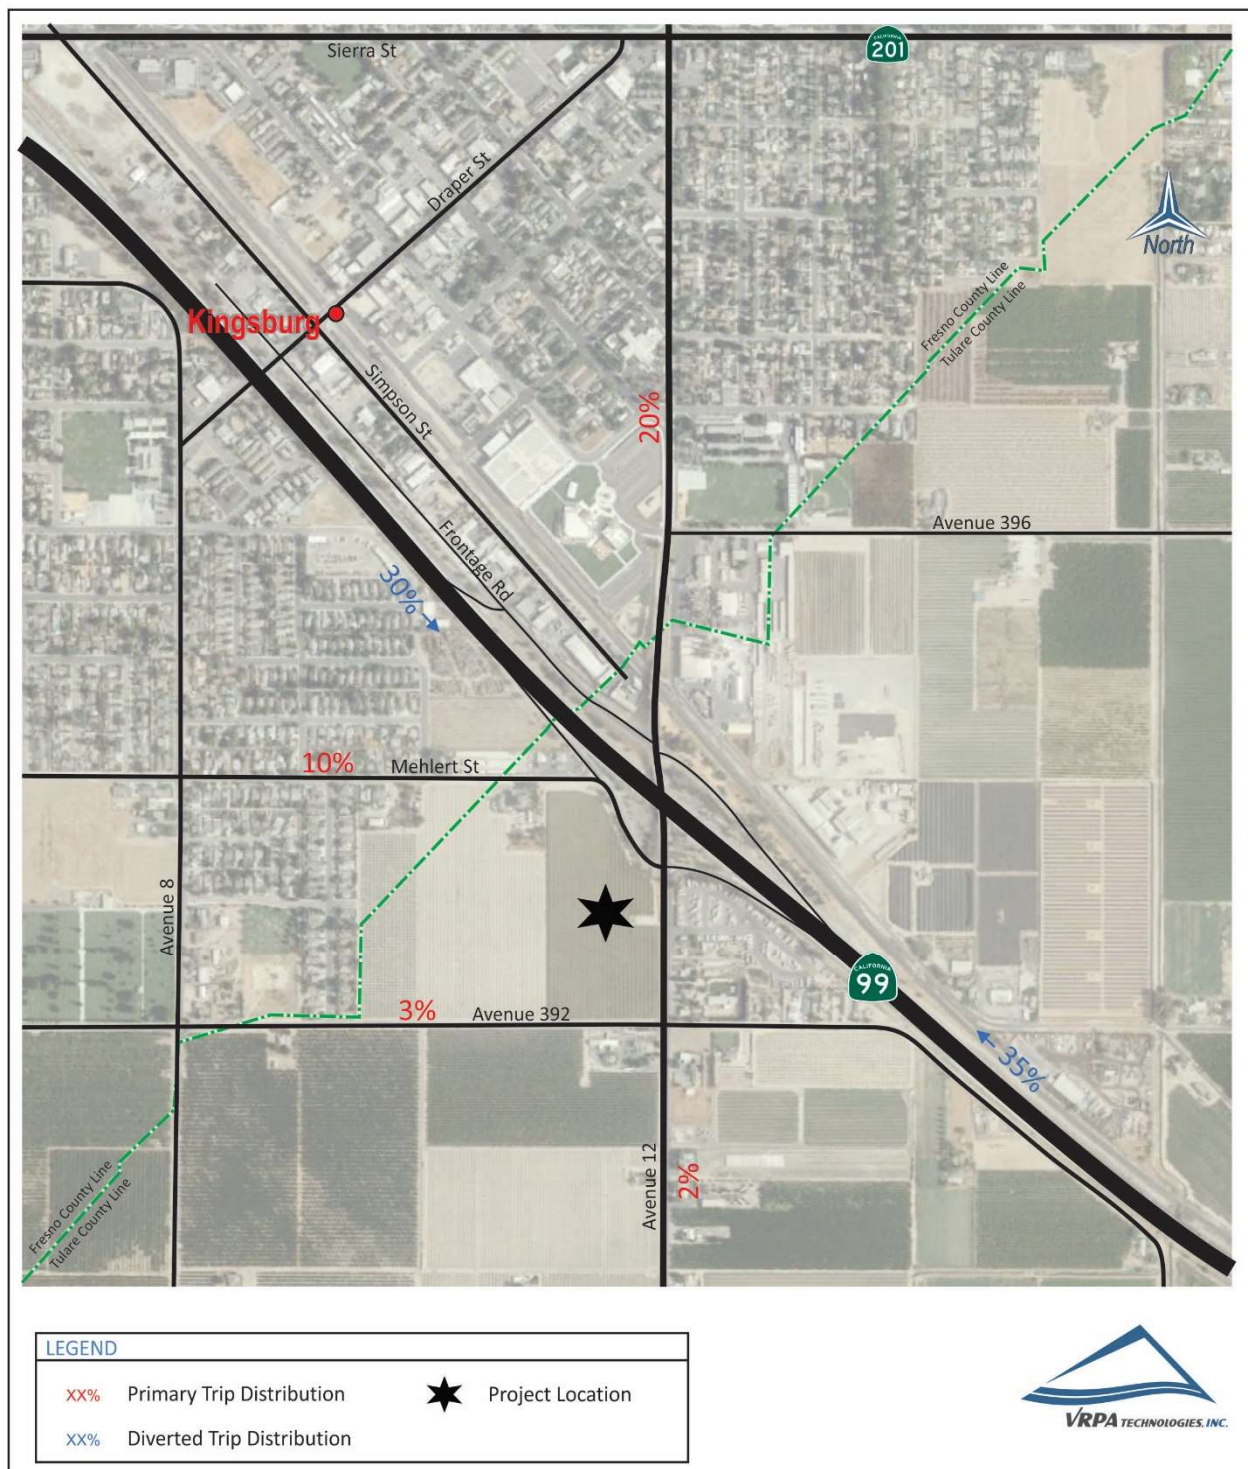 Sierra St
CALIFORNIA
201
Draper St
North
Fresno County Line
Tulare County Line
Kingsburg
Simpson St
20%
Avenue 396
Frontage Rd
30%
10%
Mehlert St
Avenue 8
CALIFORNIA
99
3%
Avenue 392
35%
Avenue 12
2%
Fresno County Line
Tulare County Line
LEGEND
XX% Primary Trip Distribution
Project Location
XX% Diverted Trip Distribution
VRPA TECHNOLOGIES, INC.